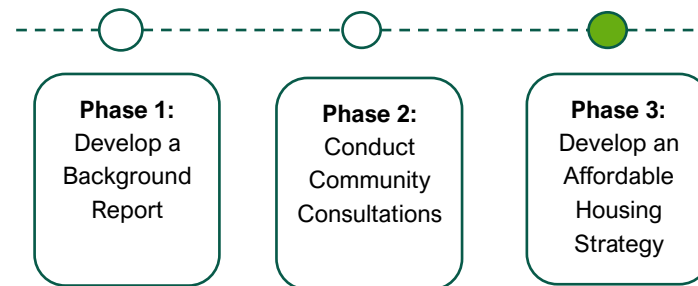 Phase 1:
Develop a
Background
Report
Phase 2:
Conduct
Community
Consultations
Phase 3:
Develop an
Affordable
Housing
Strategy